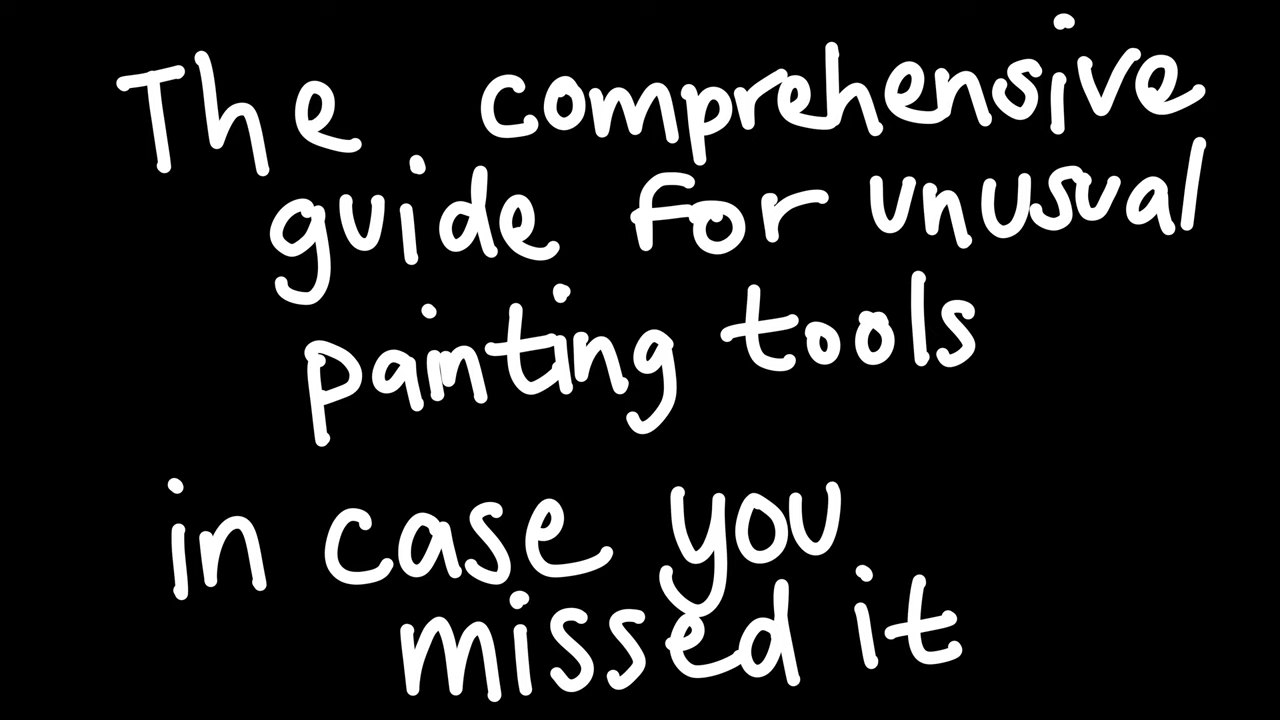 The comprehensive
guide for unusual
painting tools
in case you
missed it